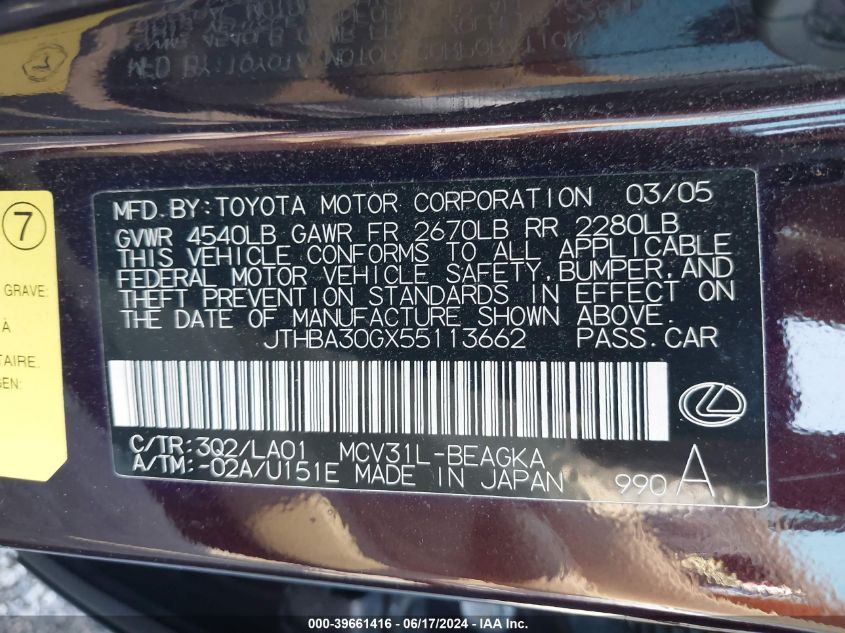 MFD.BY:TOYOTA MOTOR CORPORATION 03/05
GVWR 4540LB GAWR FR 2670LB RR 2280LB
THIS VEHICLE CONFORMS TO ALL APPLICABLE
FEDERAL MOTOR VEHICLE SAFETY,BUMPER,AND
THEFT PREVENTION STANDARDS IN EFFECT ON
THE DATE OF MANUFACTURE SHOWN ABOVE.
JTHBA30GX55113662 PASS.CAR
C/TR:3Q2/LA01 MCV31L-BEAGKA
A/TM:-02A/U151E MADE IN JAPAN 990 A
7
GRAVE:
À
TAIRE.
GEN:
000-39661416 - 06/17/2024 - IAA Inc.